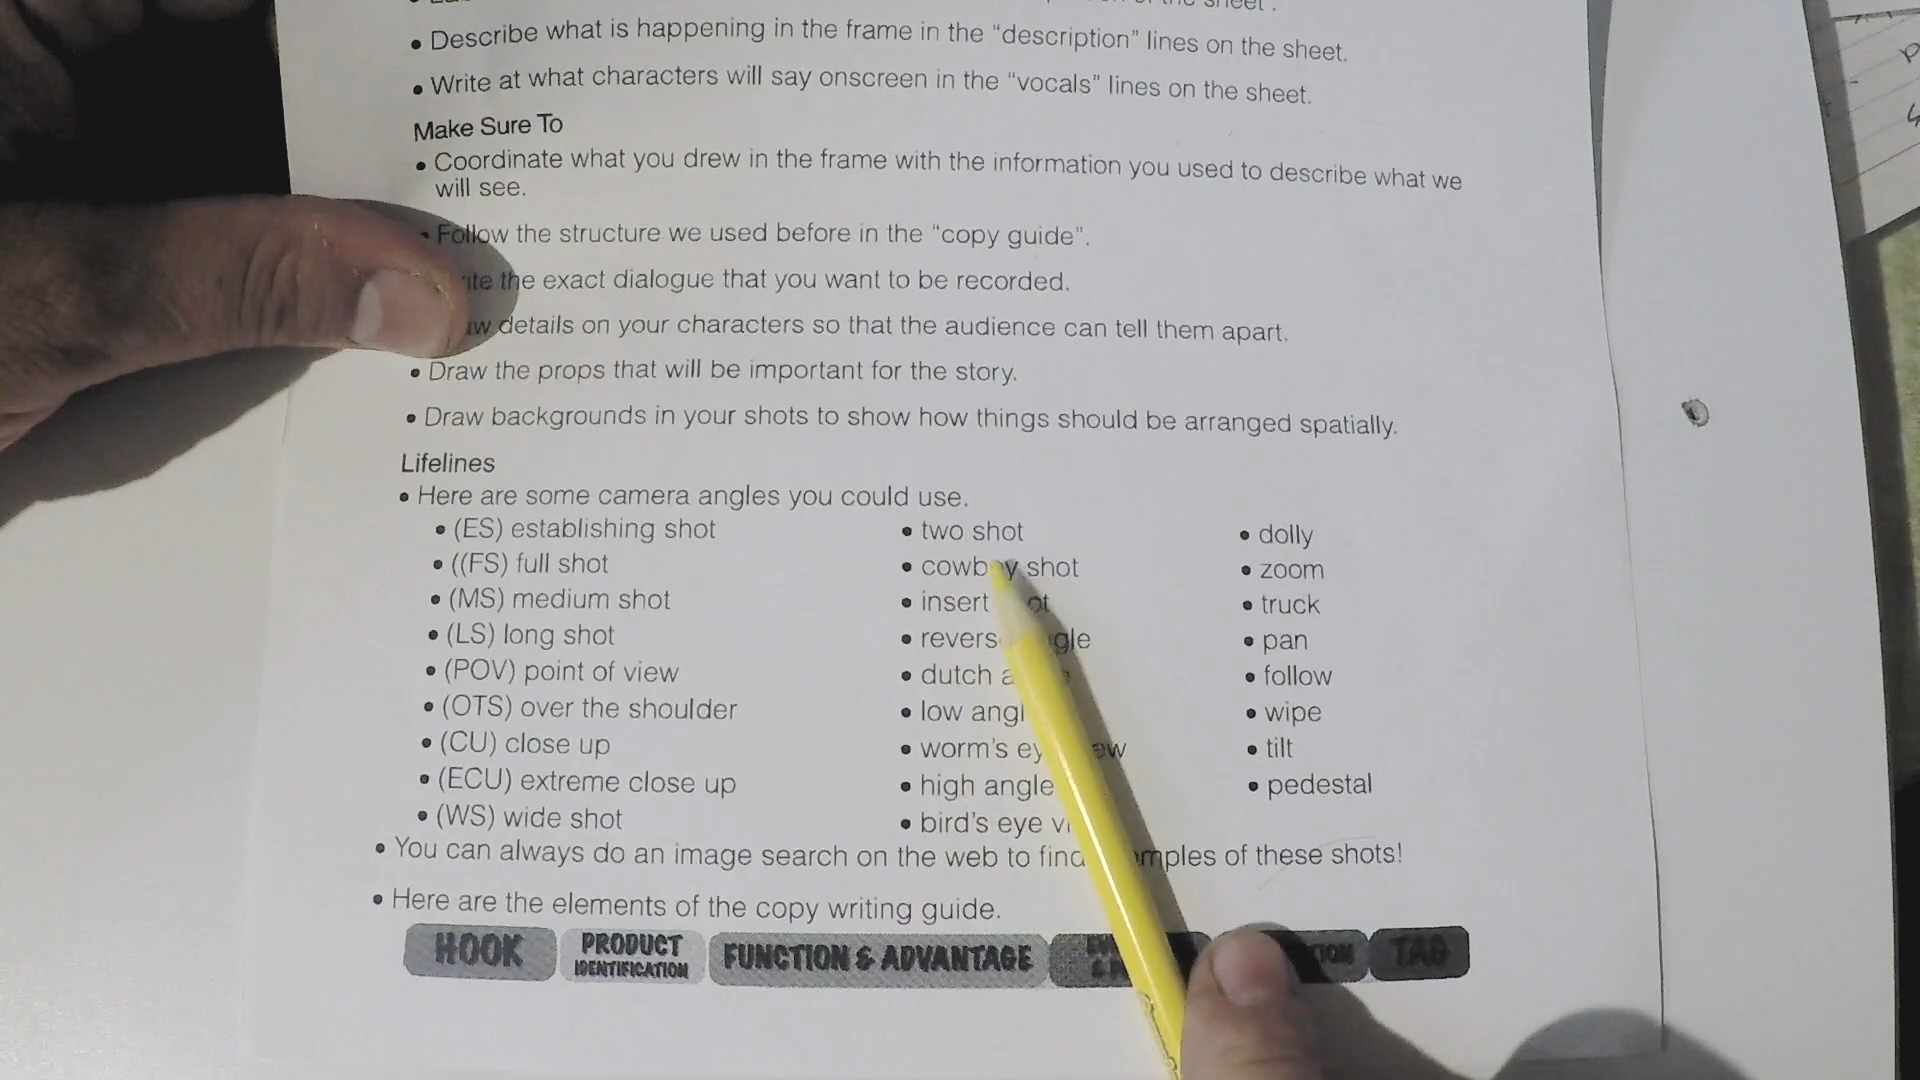 • Describe what is happening in the frame in the “description” lines on the sheet.
• Write at what characters will say onscreen in the “vocals” lines on the sheet.
Make Sure To
• Coordinate what you drew in the frame with the information you used to describe what we
will see.
• Follow the structure we used before in the “copy guide”.
the exact dialogue that you want to be recorded.
details on your characters so that the audience can tell them apart.
• Draw the props that will be important for the story.
• Draw backgrounds in your shots to show how things should be arranged spatially.
Lifelines
• Here are some camera angles you could use.
• (ES) establishing shot
• ((FS) full shot
• (MS) medium shot
• (LS) long shot
• (POV) point of view
• (OTS) over the shoulder
• (CU) close up
• (ECU) extreme close up
• (WS) wide shot
• two shot
• cowboy shot
• insert
• reverse angle
• dutch
• low
• worm's
• high angle
• bird's eye
• dolly
• zoom
• truck
• pan
• follow
• wipe
• tilt
• pedestal
• You can always do an image search on the web to find of these shots!
• Here are the elements of the copy writing guide.
HOOK
PRODUCT
IDENTIFICATION
FUNCTION & ADVANTAGE
TAG